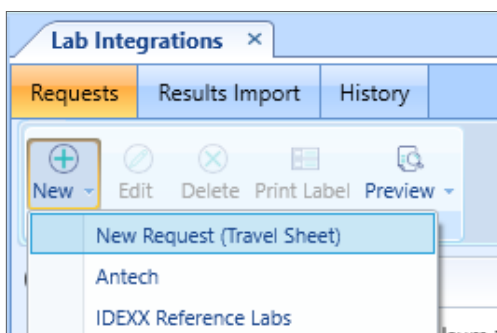 Lab Integrations ×
Requests Results Import History
New Edit Delete Print Label Preview
New Request (Travel Sheet)
Antech
IDEXX Reference Labs